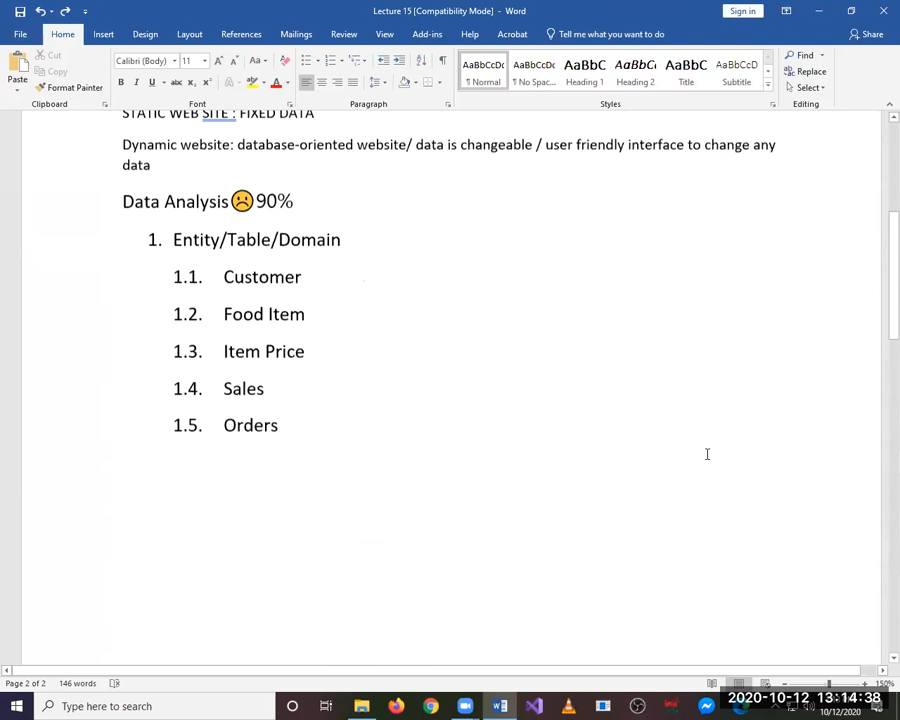 Lecture 15 [Compatibility Mode] - Word
Sign in
File Home Insert Design Layout References Mailings Review View Add-ins Help Acrobat Tell me what you want to do Share
Paste
Cut
Copy
Format Painter
Calibri (Body) 11
AaBbCcDc AaBbCcDc AaBbC AaBbCc AaBbC AaBbCcD
¶ Normal ¶ No Spac... Heading 1 Heading 2 Title Subtitle
Find
Replace
Select
Clipboard Font Paragraph Styles Editing
STATIC WEB SITE : FIXED DATA
Dynamic website: database-oriented website/ data is changeable / user friendly interface to change any
data
Data Analysis☹90%
1. Entity/Table/Domain
1.1. Customer
1.2. Food Item
1.3. Item Price
1.4. Sales
1.5. Orders
Page 2 of 2 146 words 150%
Type here to search
2020-10-12 13:14:38
10/12/2020